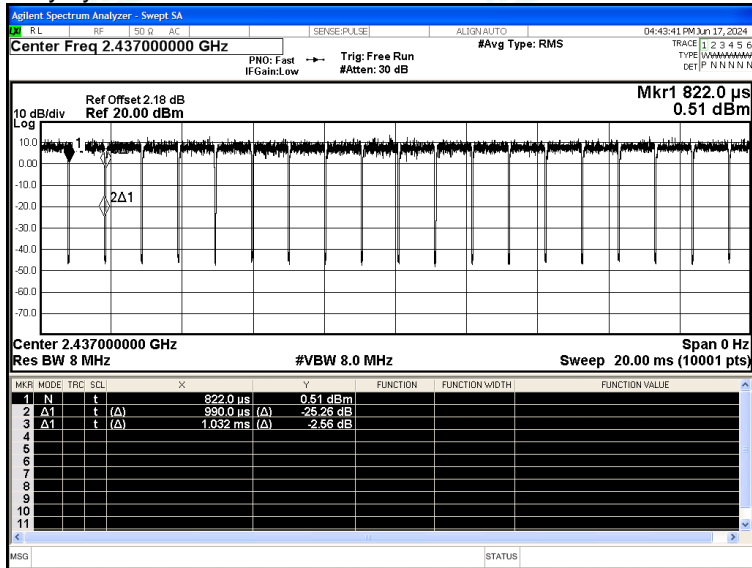 Agilent Spectrum Analyzer - Swept SA
LXI RL RF 50 Ω AC SENSE:PULSE ALIGN AUTO 04:43:41 PM Jun 17, 2024
Center Freq 2.437000000 GHz #Avg Type: RMS TRACE 1 2 3 4 5 6
PNO: Fast Trig: Free Run TYPE WWWWWW
IFGain:Low #Atten: 30 dB DET P N N N N N
Mkr1 822.0 µs
Ref Offset 2.18 dB
10 dB/div Ref 20.00 dBm 0.51 dBm
Log
10.0
1
0.00
-10.0
2Δ1
-20.0
-30.0
-40.0
-50.0
-60.0
-70.0
Center 2.437000000 GHz Span 0 Hz
Res BW 8 MHz #VBW 8.0 MHz Sweep 20.00 ms (10001 pts)
MKR MODE TRC SCL X Y FUNCTION FUNCTION WIDTH FUNCTION VALUE
1 N t 822.0 µs 0.51 dBm
2 Δ1 t (Δ) 990.0 µs (Δ) -25.26 dB
3 Δ1 t (Δ) 1.032 ms (Δ) -2.56 dB
4
5
6
7
8
9
10
11
MSG STATUS